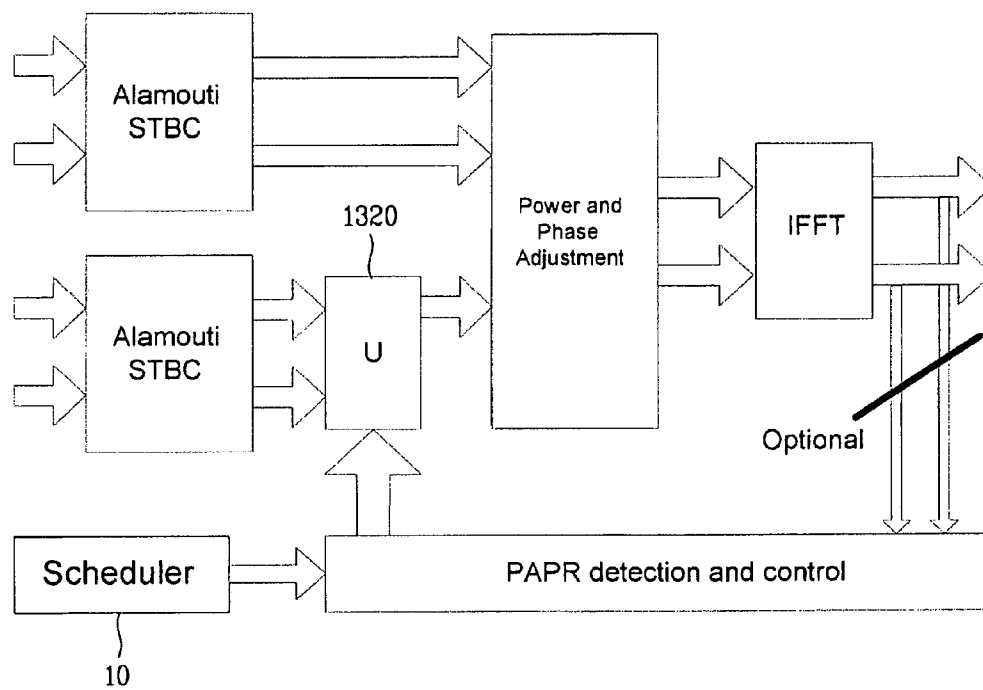 Alamouti
STBC
1320
Power and
Phase
Adjustment
IFFT
Alamouti
STBC
U
Optional
Scheduler
PAPR detection and control
10